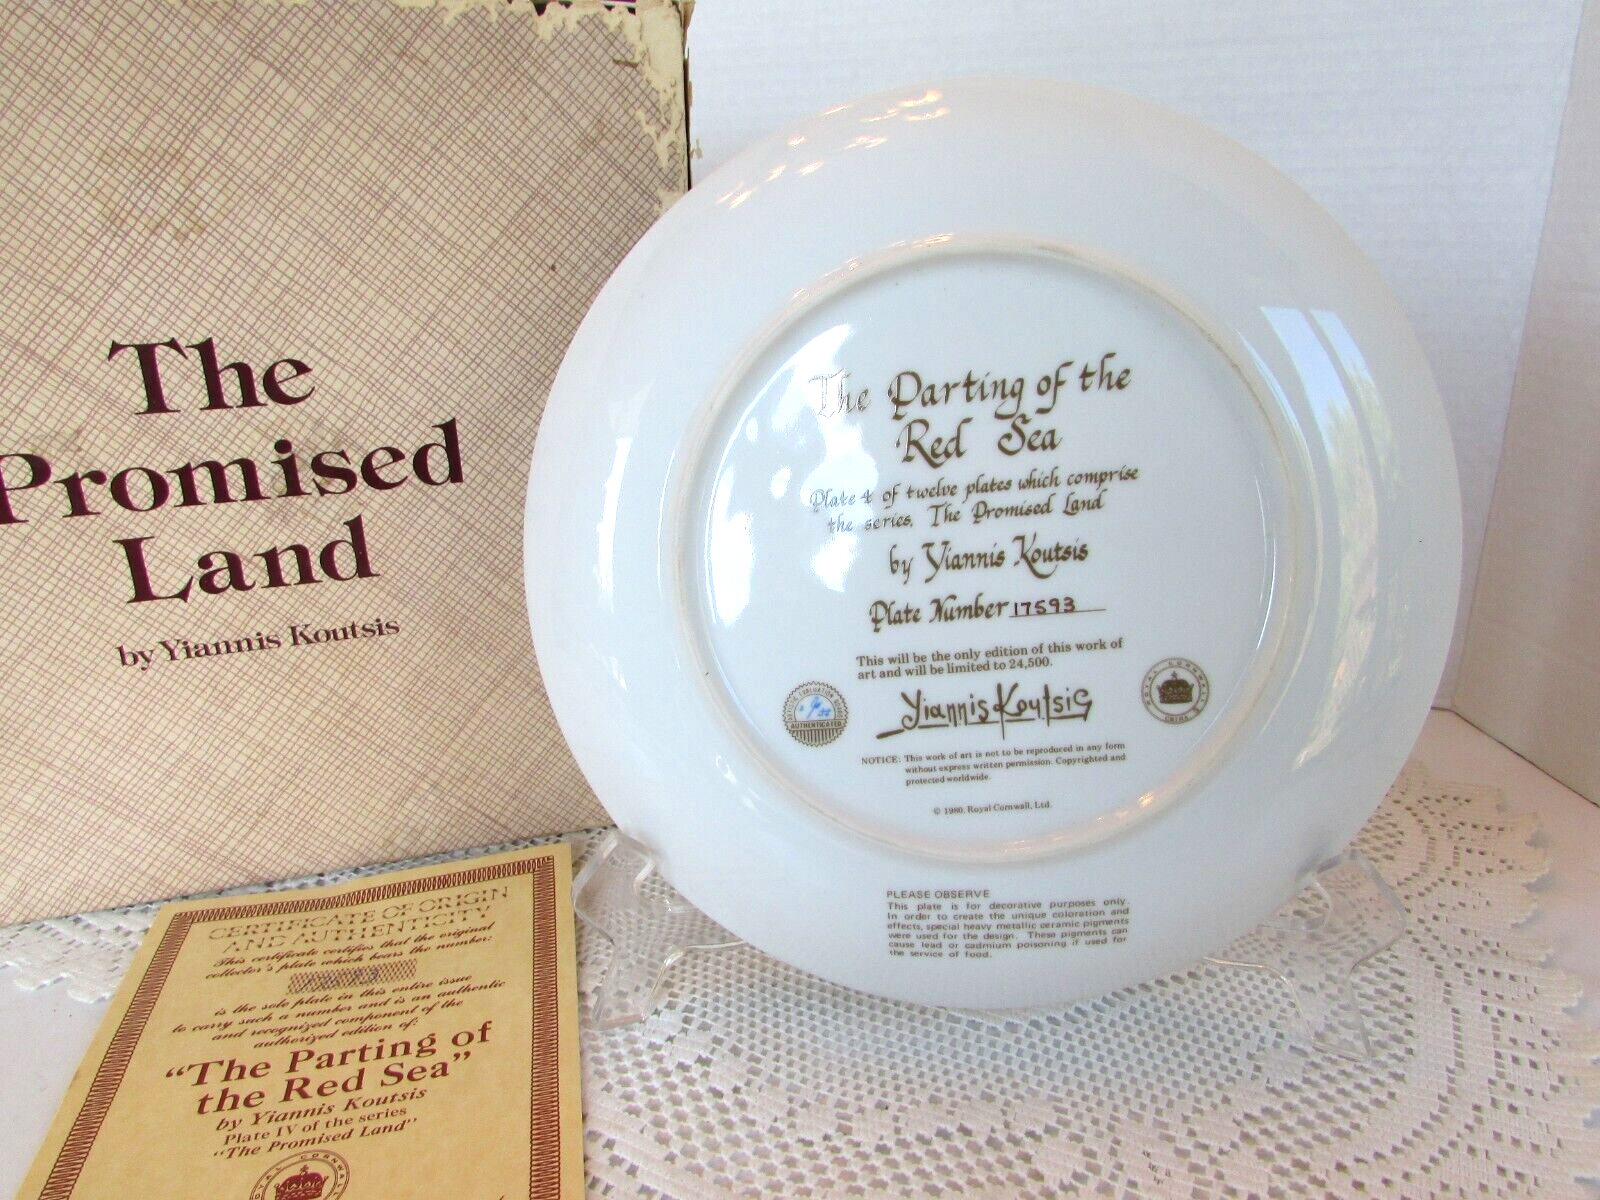 The
Promised
Land
by Yiannis Koutsis
The Parting of the
Red Sea
Plate 4 of twelve plates which comprise
the series, The Promised Land
by Yiannis Koutsis
Plate Number 17593
This will be the only edition of this work of
art and will be limited to 24,500.
AUTHENTICATED
Yiannis Koutsis
ROYAL CORNWALL
CHINA
NOTICE: This work of art is not to be reproduced in any form
without express written permission. Copyrighted and
protected worldwide.
© 1980, Royal Cornwall, Ltd.
PLEASE OBSERVE
This plate is for decorative purposes only.
In order to create the unique coloration and
effects, special heavy metallic ceramic pigments
were used for the design. These pigments can
cause lead or cadmium poisoning if used for
the service of food.
CERTIFICATE OF ORIGIN
AND AUTHENTICITY
This certificate certifies that the original
collector's plate which bears the number:
is the sole plate in this entire issue
to carry such a number and is an authentic
and recognized component of the
authorized edition of:
"The Parting of
the Red Sea"
by Yiannis Koutsis
Plate IV of the series
"The Promised Land"